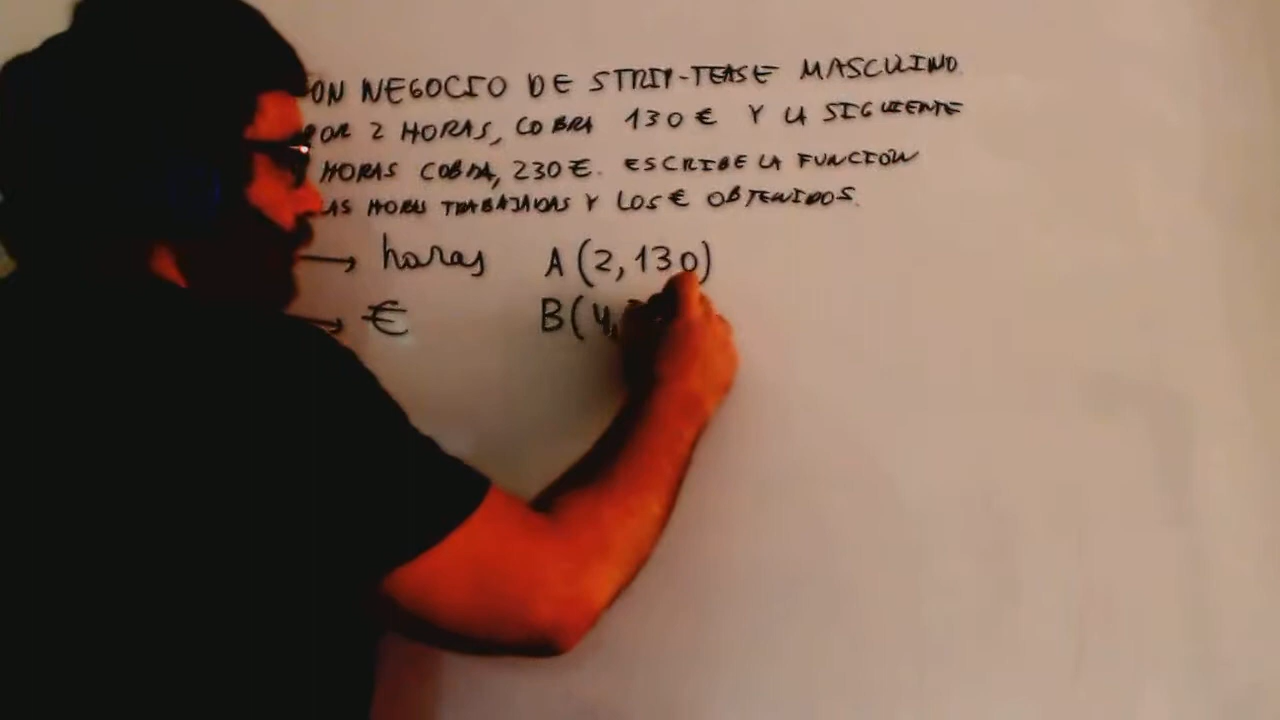 ON NEGOCIO DE STRIP-TEASE MASCULINO.
POR 2 HORAS, COBRA 130 € Y LA SIGUIENTE
HORAS COBRA, 230 €. ESCRIBE LA FUNCION
LAS HORAS TRABAJADAS Y LOS € OBTENIDOS.
→ horas A (2, 130)
→ € B (4,